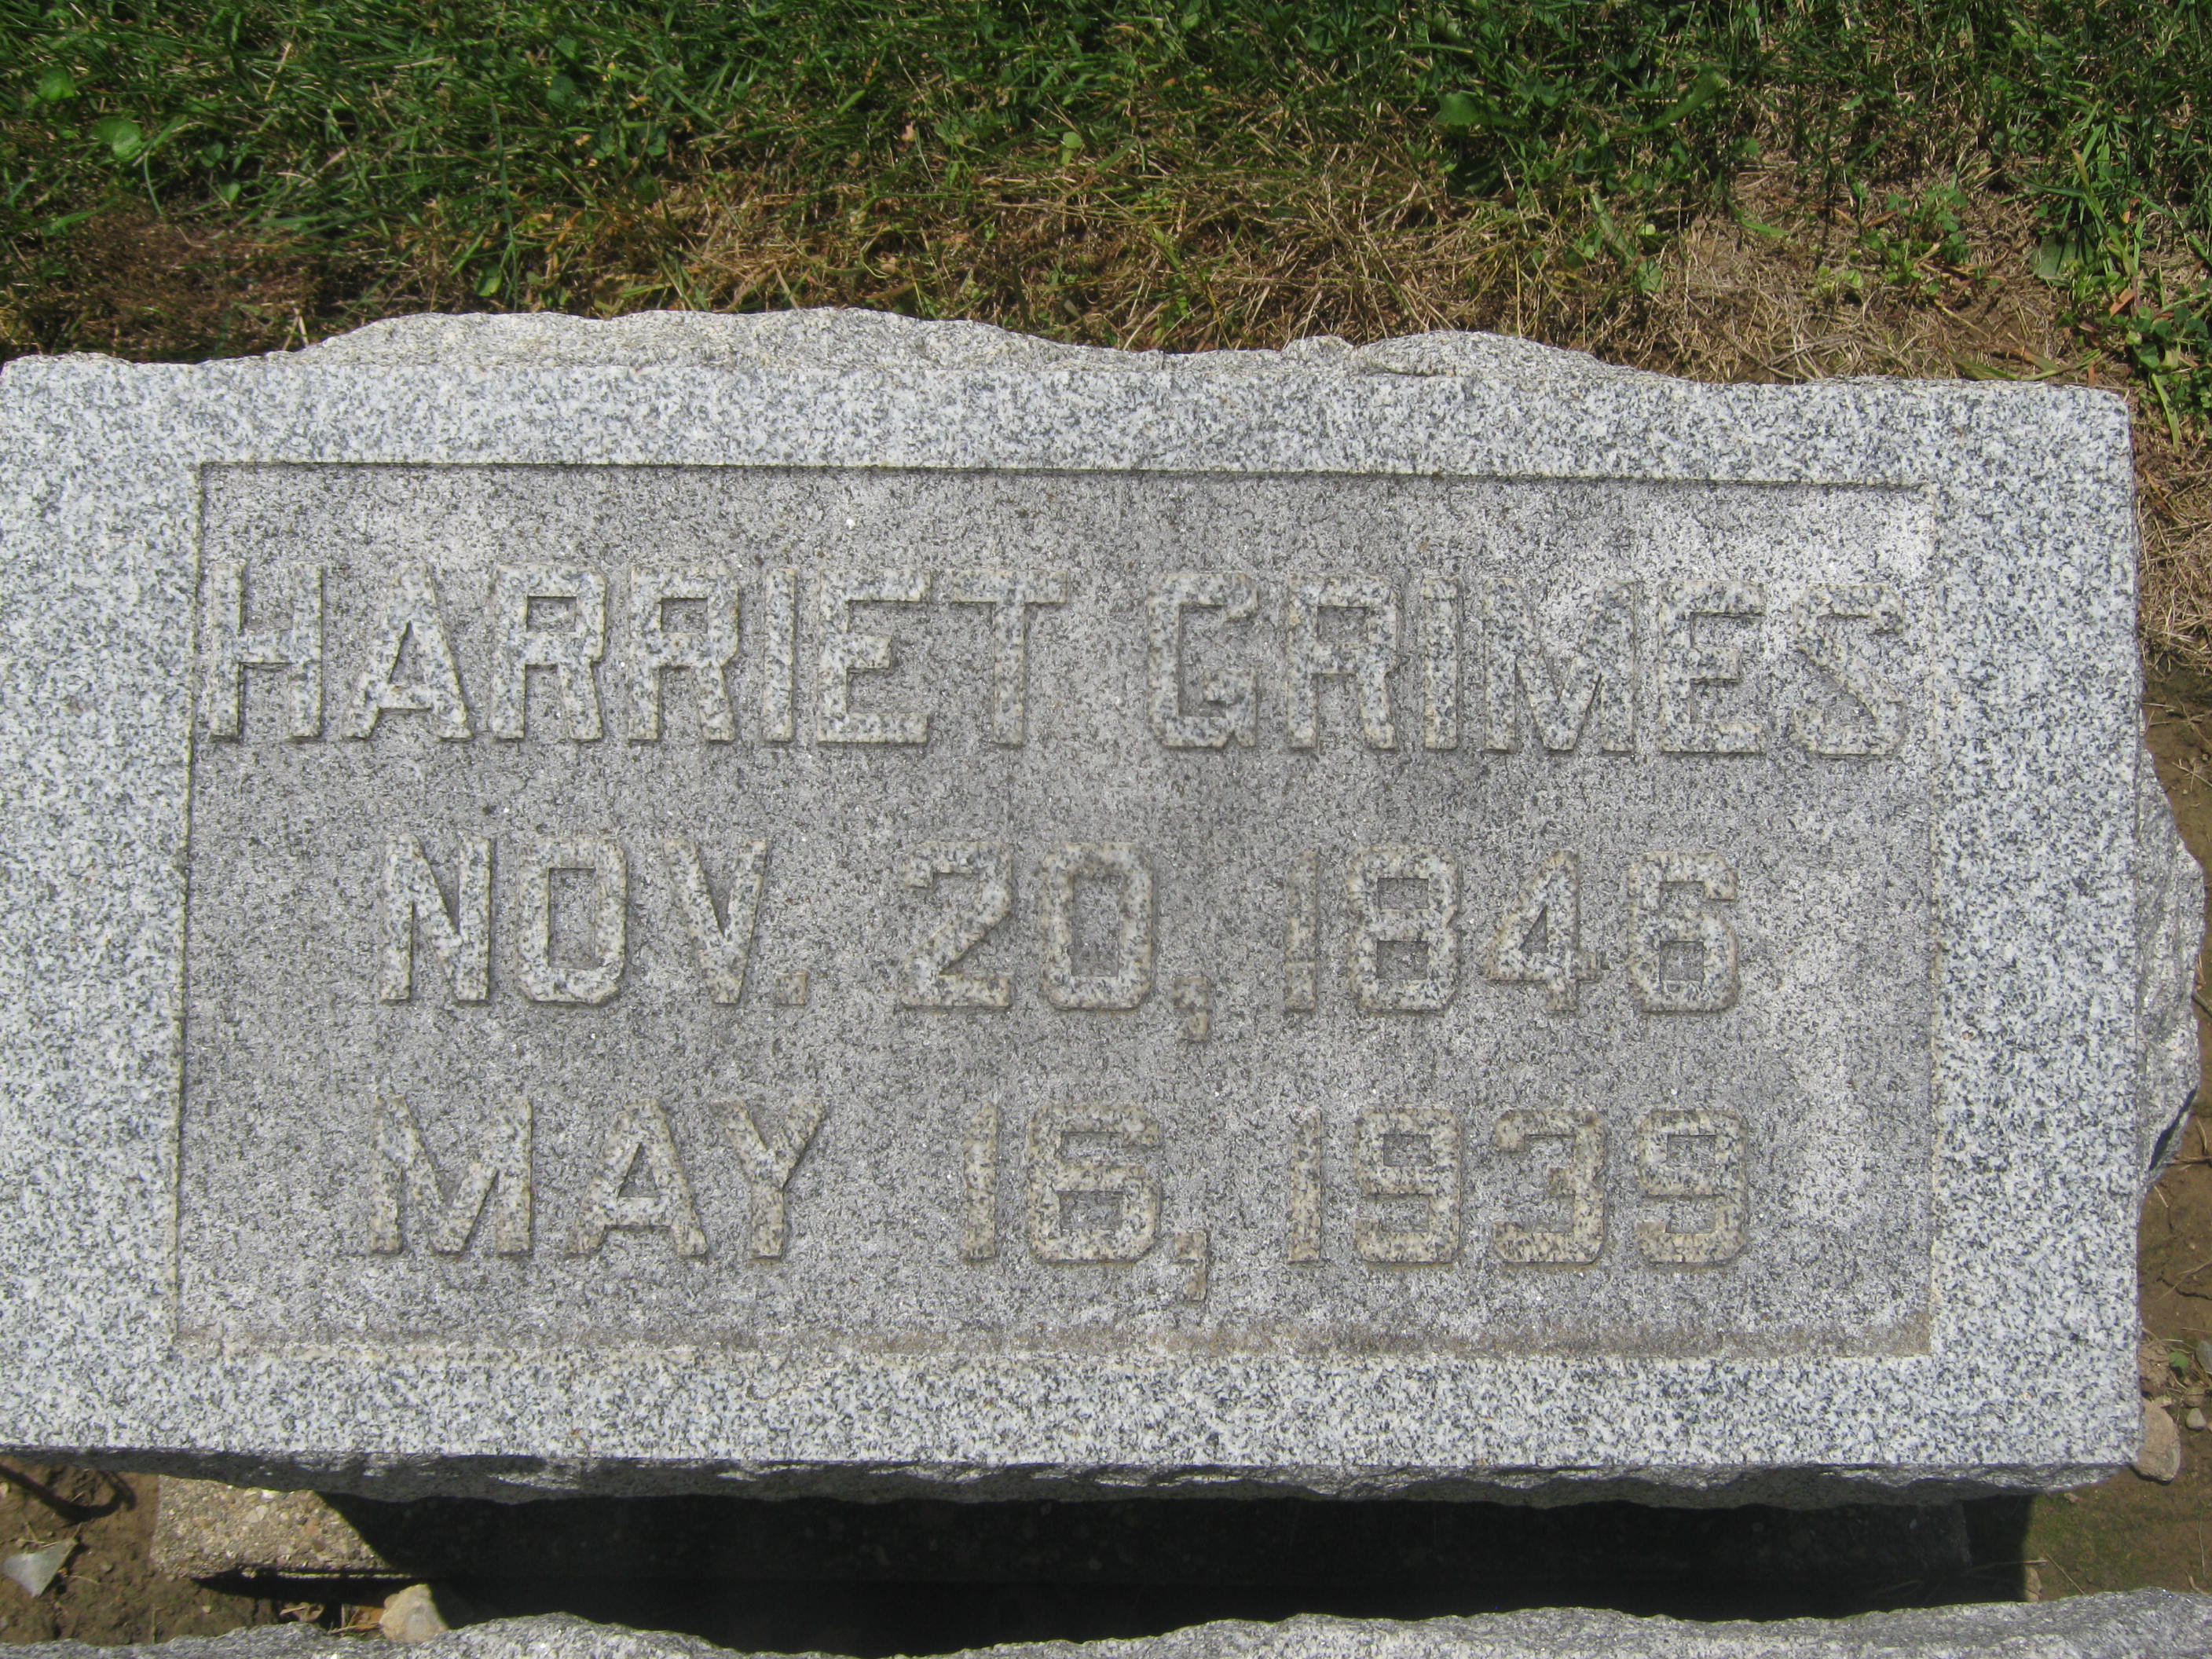 HARRIET GRIMES
NOV. 20, 1846
MAY 16, 1939